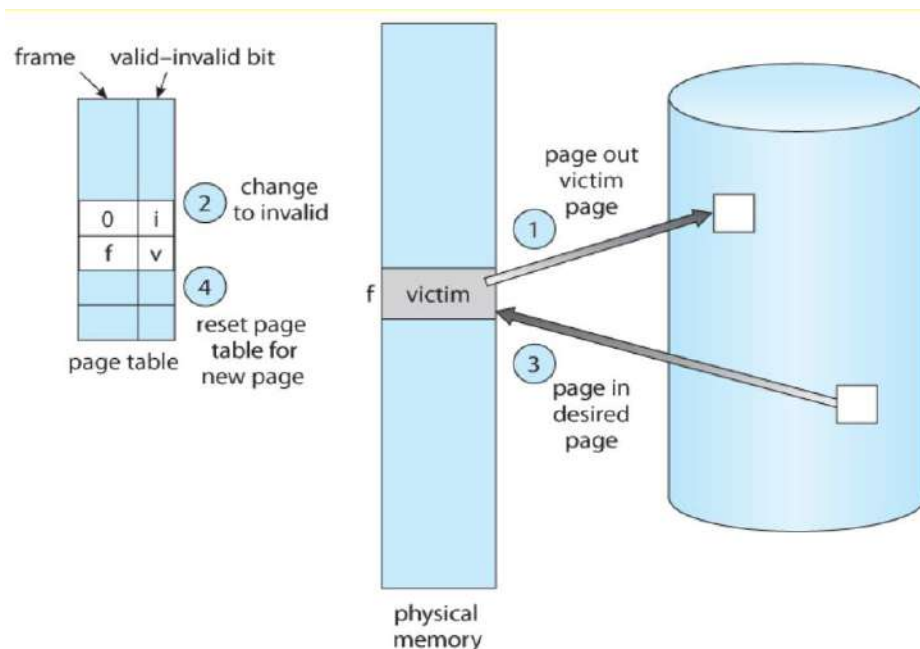 frame
valid–invalid bit
0 i
f v
page table
2
change
to invalid
4
reset page
table for
new page
f
victim
physical
memory
page out
victim
page
1
3
page in
desired
page